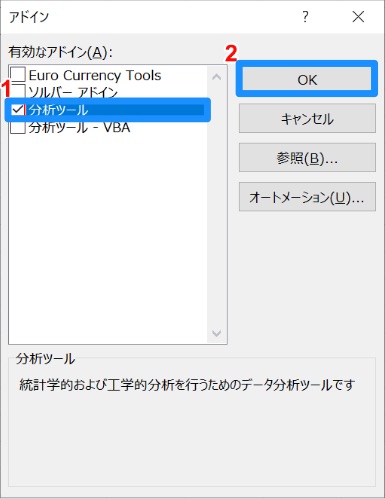 アドイン
? ×
有効なアドイン(A):
2
Euro Currency Tools
OK
1
ソルバー アドイン
分析ツール
キャンセル
分析ツール - VBA
参照(B)...
オートメーション(U)...
分析ツール
統計学的および工学的分析を行うためのデータ分析ツールです